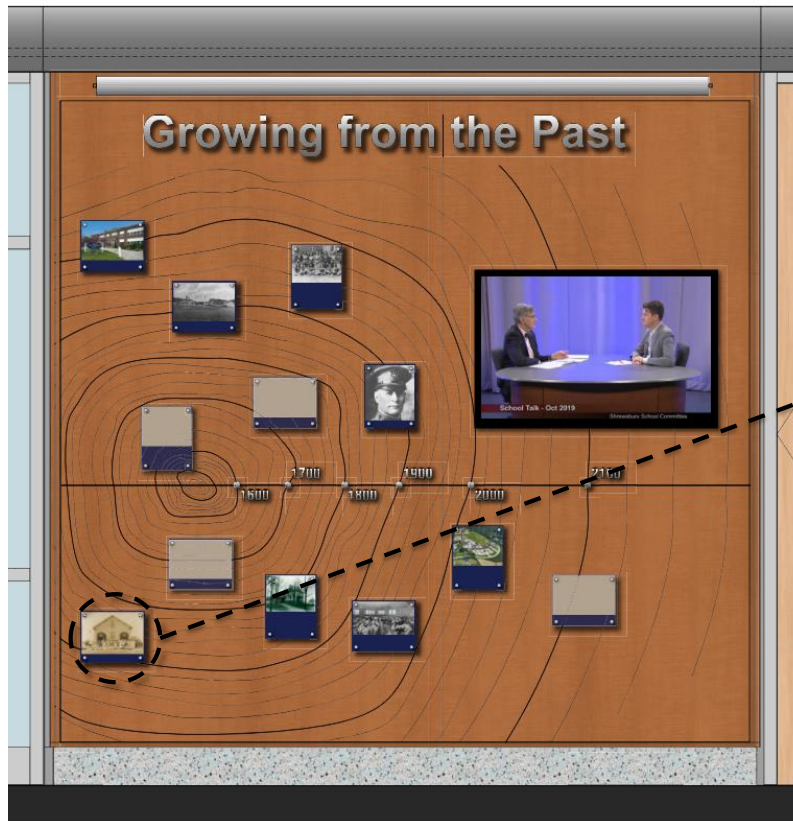 Growing from the Past
School Talk - Oct 2019
Shrewsbury School Committee
1700
1900
2100
1600
1800
2000